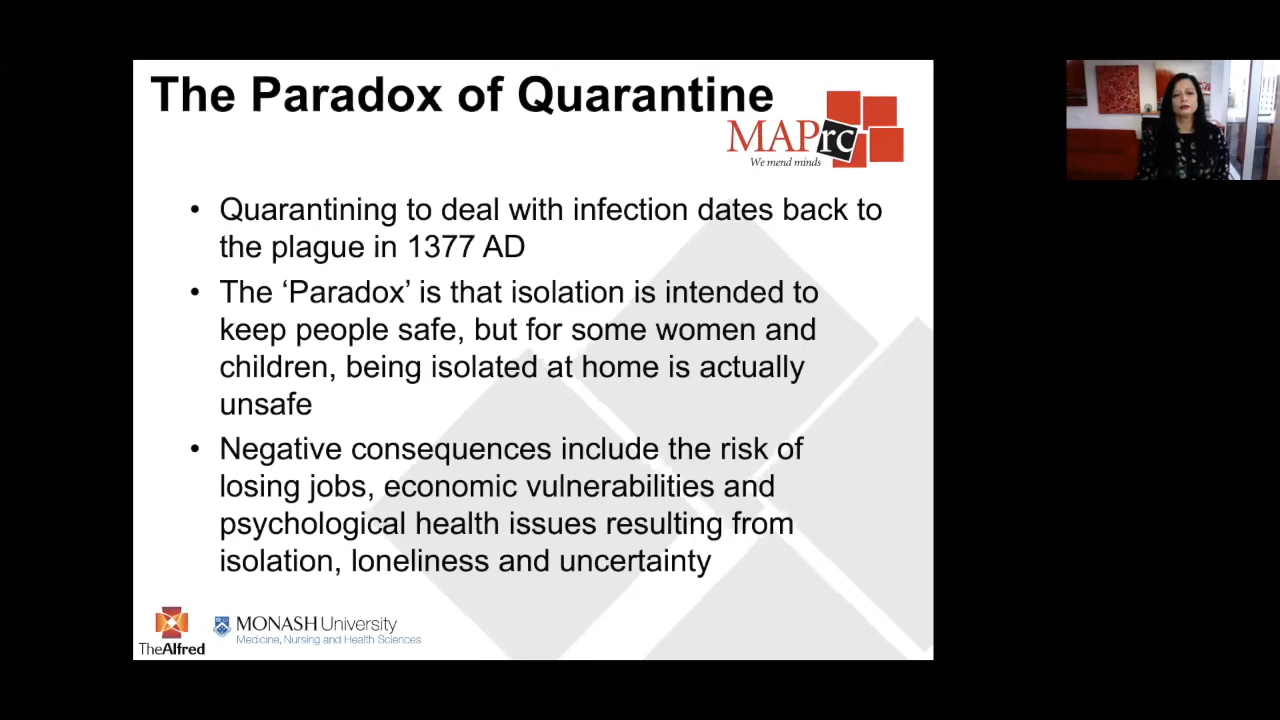 The Paradox of Quarantine
MAPrc
We mend minds
• Quarantining to deal with infection dates back to
the plague in 1377 AD
• The ‘Paradox’ is that isolation is intended to
keep people safe, but for some women and
children, being isolated at home is actually
unsafe
• Negative consequences include the risk of
losing jobs, economic vulnerabilities and
psychological health issues resulting from
isolation, loneliness and uncertainty
TheAlfred
MONASH University
Medicine, Nursing and Health Sciences